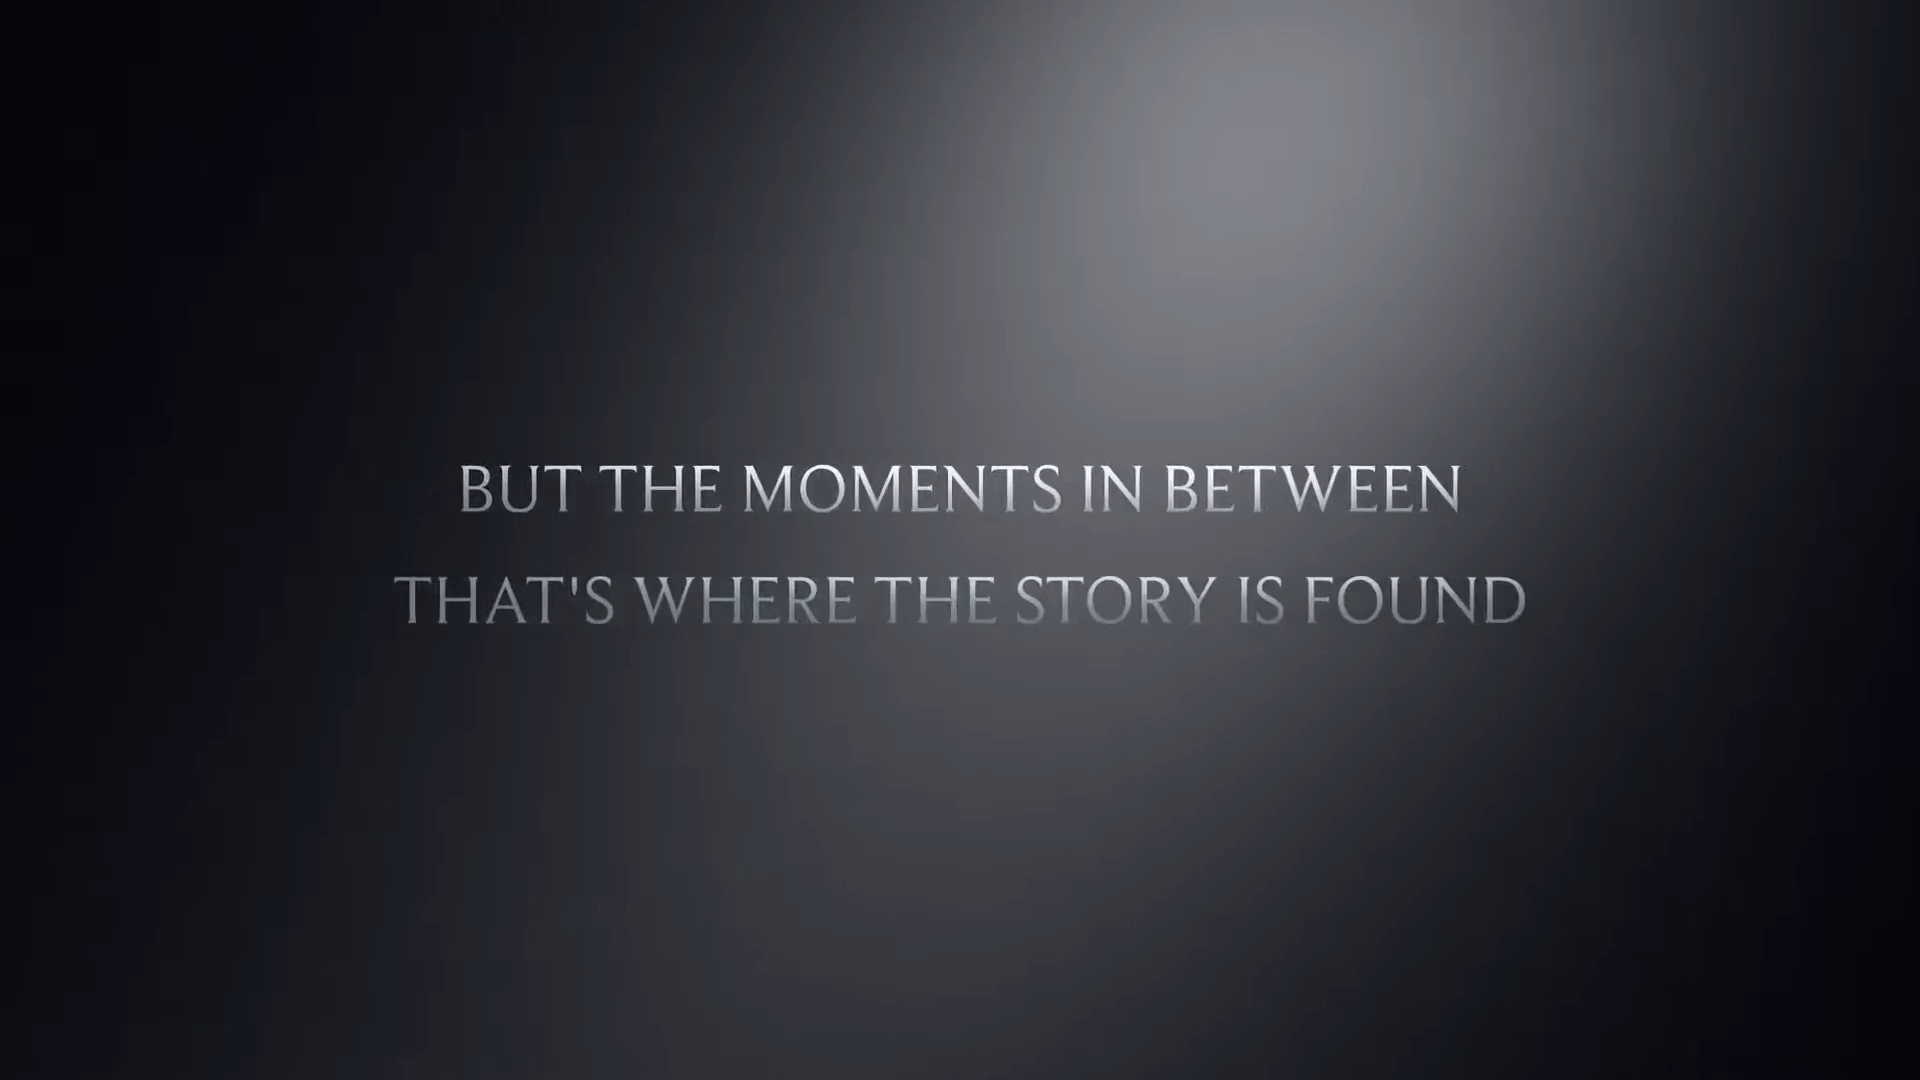 BUT THE MOMENTS IN BETWEEN
THAT'S WHERE THE STORY IS FOUND